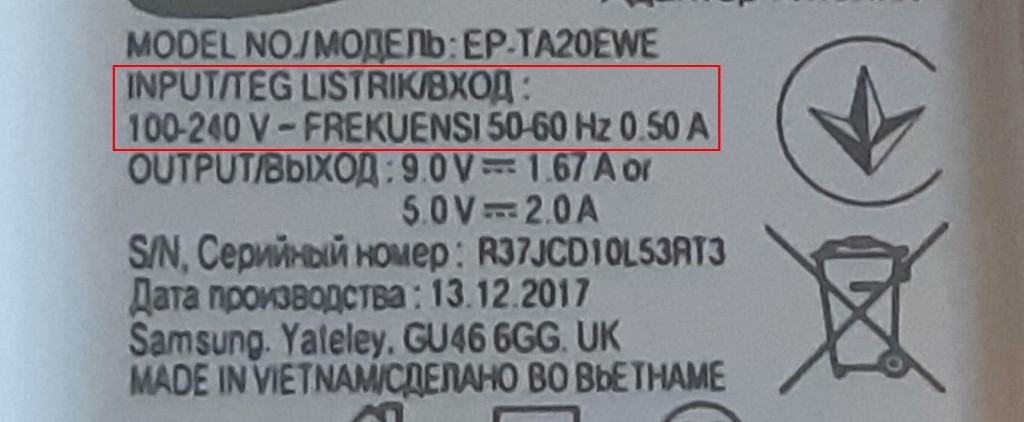 MODEL NO./МОДЕЛЬ: EP-TA20EWE
INPUT/TEG LISTRIK/ВХОД :
100-240 V ~ FREKUENSI 50-60 Hz 0.50 A
OUTPUT/ВЫХОД : 9.0 V ⎓ 1.67 A or
5.0 V ⎓ 2.0 A
S/N, Серийный номер : R37JCD10L53RT3
Дата производства : 13.12.2017
Samsung. Yateley, GU46 6GG. UK
MADE IN VIETNAM/СДЕЛАНО ВО ВЬЕТНАМЕ